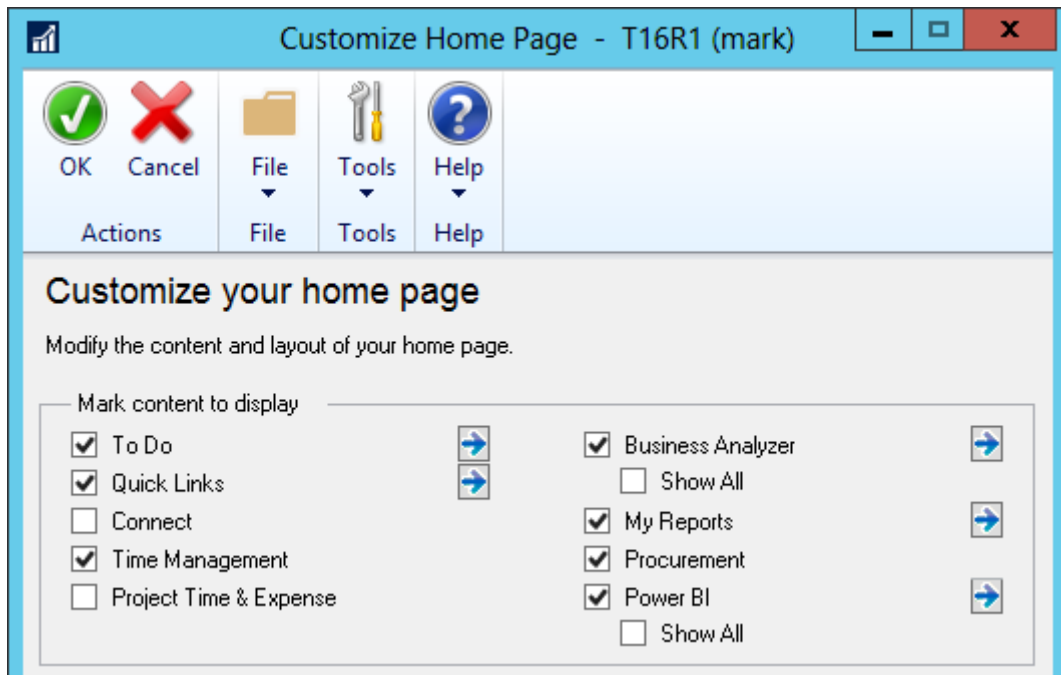 Customize Home Page - T16R1 (mark)
OK Cancel File Tools Help
Actions File Tools Help
Customize your home page
Modify the content and layout of your home page.
Mark content to display
To Do
Quick Links
Connect
Time Management
Project Time & Expense
Business Analyzer
Show All
My Reports
Procurement
Power BI
Show All